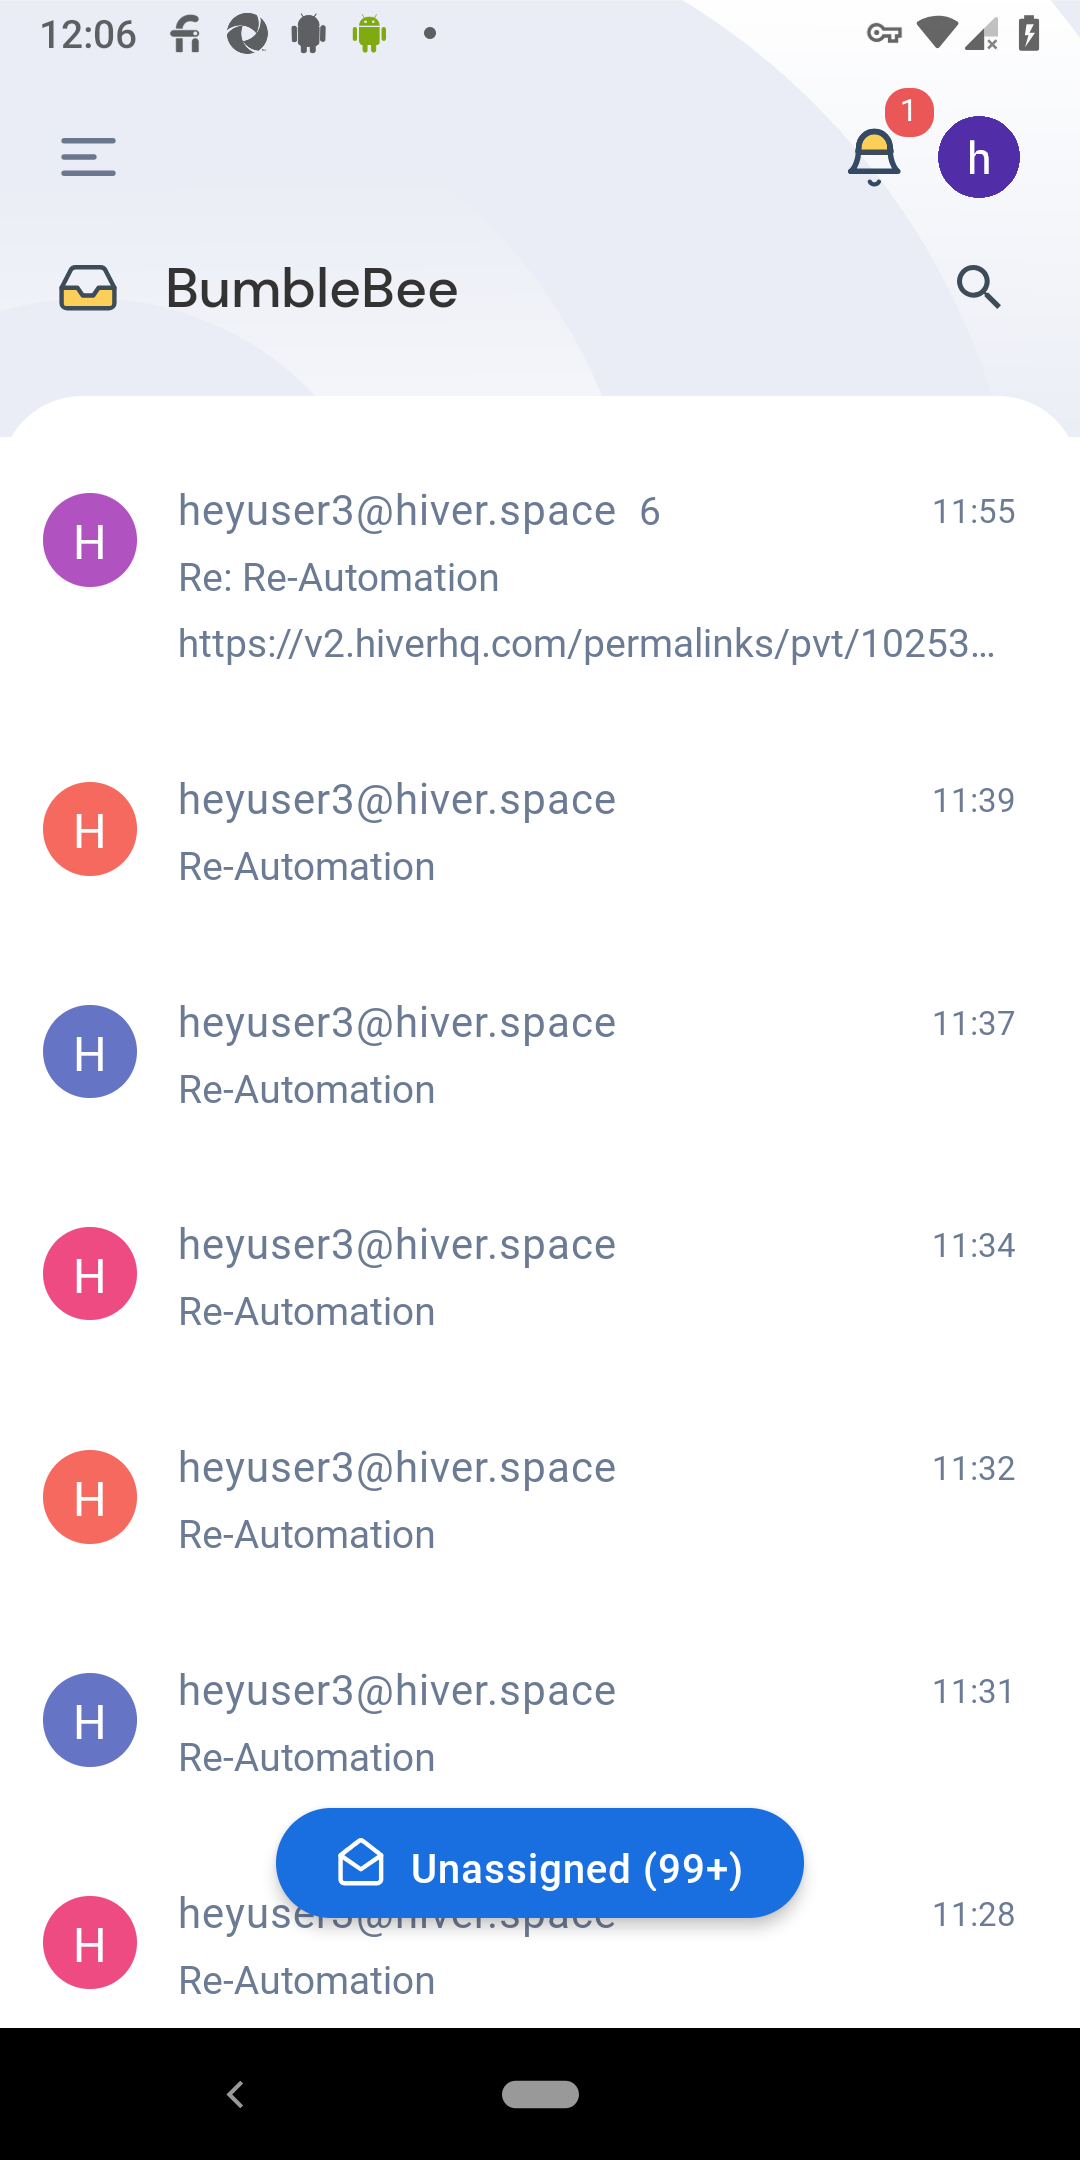 12:06
1
h
BumbleBee
H
heyuser3@hiver.space 6
11:55
Re: Re-Automation
https://v2.hiverhq.com/permalinks/pvt/10253...
H
heyuser3@hiver.space
11:39
Re-Automation
H
heyuser3@hiver.space
11:37
Re-Automation
H
heyuser3@hiver.space
11:34
Re-Automation
H
heyuser3@hiver.space
11:32
Re-Automation
H
heyuser3@hiver.space
11:31
Re-Automation
Unassigned (99+)
H
heyuser3@hiver.space
11:28
Re-Automation